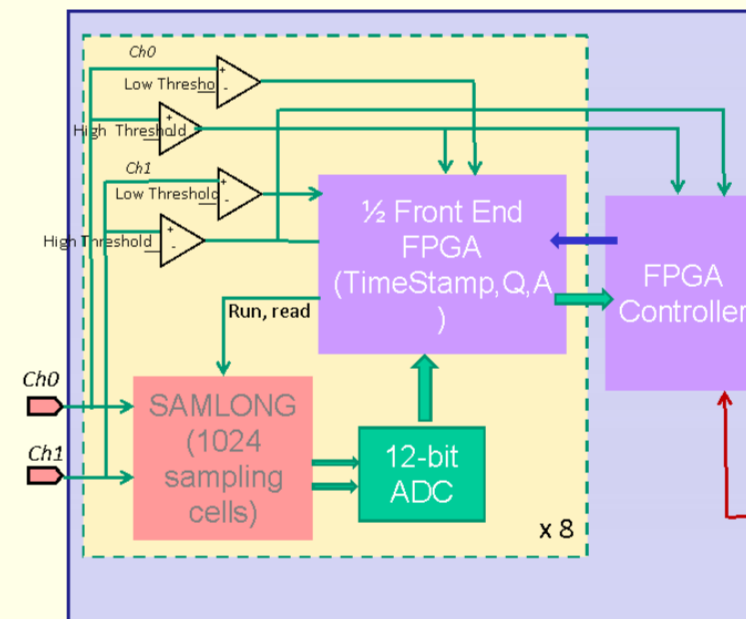 Ch0
Low Thresho
+
-
High Threshold
+
-
Ch1
Low Threshold
+
-
High Threshold
+
-
½ Front End
FPGA
(TimeStamp,Q,A
)
FPGA
Controller
Run, read
Ch0
Ch1
SAMLONG
(1024
sampling
cells)
12-bit
ADC
x 8